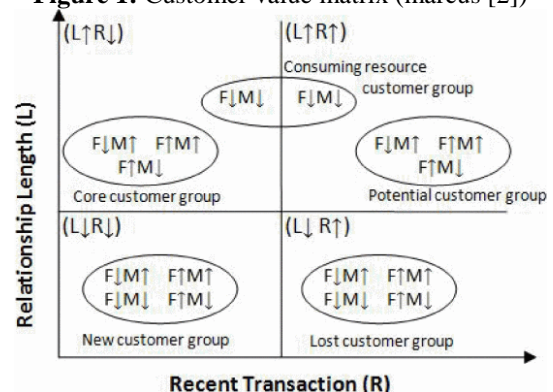 Figure 1. Customer value matrix (marcus [2])
(L↑R↓)
(L↑R↑)
Consuming resource
customer group
F↓M↓
F↓M↓
F↓M↑ F↑M↑
F↑M↓
Core customer group
F↓M↑ F↑M↑
F↑M↓
Potential customer group
(L↓R↓)
(L↓ R↑)
F↓M↑ F↑M↑
F↓M↓ F↑M↓
New customer group
F↓M↑ F↑M↑
F↓M↓ F↑M↓
Lost customer group
Relationship Length (L)
Recent Transaction (R)